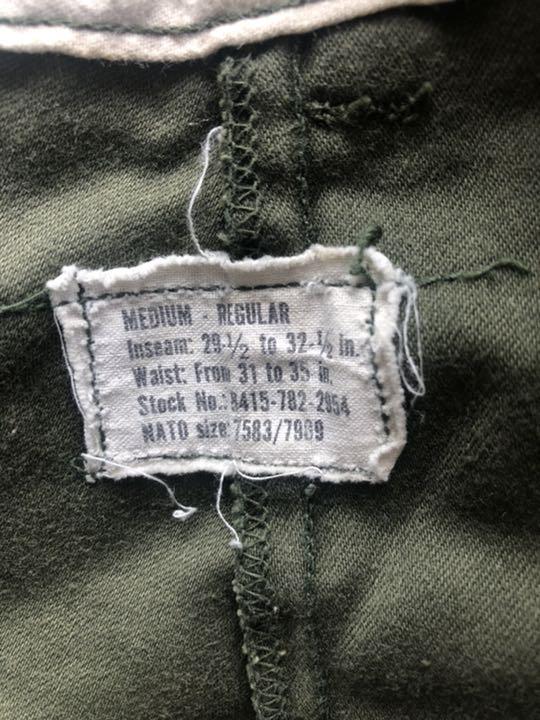 MEDIUM - REGULAR
Inseam: 29-1/2 to 32-1/2 in.
Waist: From 31 to 35 in.
Stock No.: 8415-782-2954
NATO size: 7583/7989